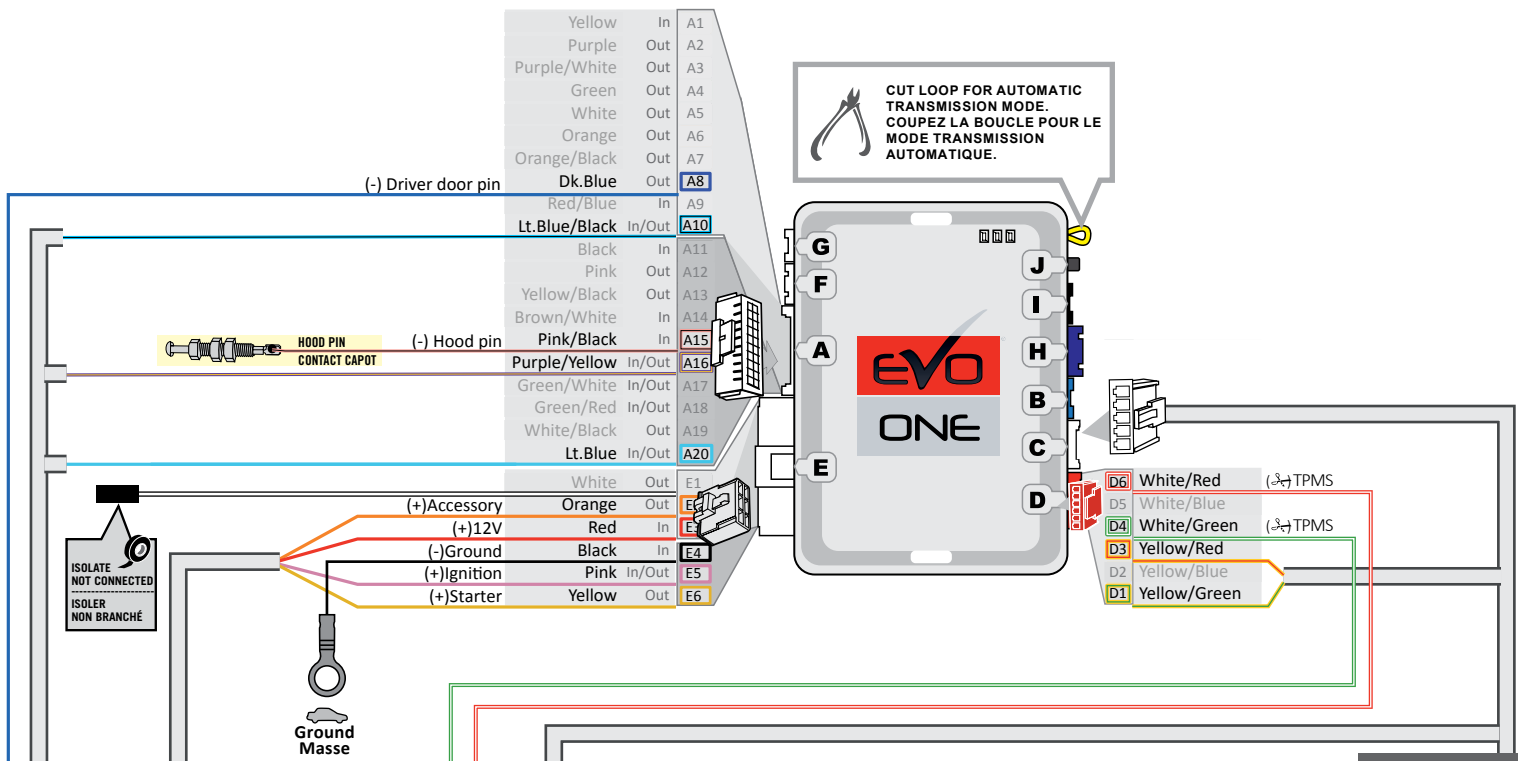 Yellow In A1
Purple Out A2
Purple/White Out A3
Green Out A4
White Out A5
Orange Out A6
Orange/Black Out A7
(-) Driver door pin Dk.Blue Out A8
Red/Blue In A9
Lt.Blue/Black In/Out A10
Black In A11
Pink Out A12
Yellow/Black Out A13
Brown/White In A14
HOOD PIN
CONTACT CAPOT
(-) Hood pin Pink/Black In A15
Purple/Yellow In/Out A16
Green/White In/Out A17
Green/Red In/Out A18
White/Black Out A19
Lt.Blue In/Out A20
White Out E1
(+)Accessory Orange Out
(+)12V Red In E3
(-)Ground Black In E4
(+)Ignition Pink In/Out E5
(+)Starter Yellow Out E6
ISOLATE
NOT CONNECTED
ISOLER
NON BRANCHÉ
Ground
Masse
CUT LOOP FOR AUTOMATIC
TRANSMISSION MODE.
COUPEZ LA BOUCLE POUR LE
MODE TRANSMISSION
AUTOMATIQUE.
G
F
A
E
J
I
H
B
C
D
EVO
ONE
D6 White/Red (TPMS
D5 White/Blue
D4 White/Green (TPMS
D3 Yellow/Red
D2 Yellow/Blue
D1 Yellow/Green